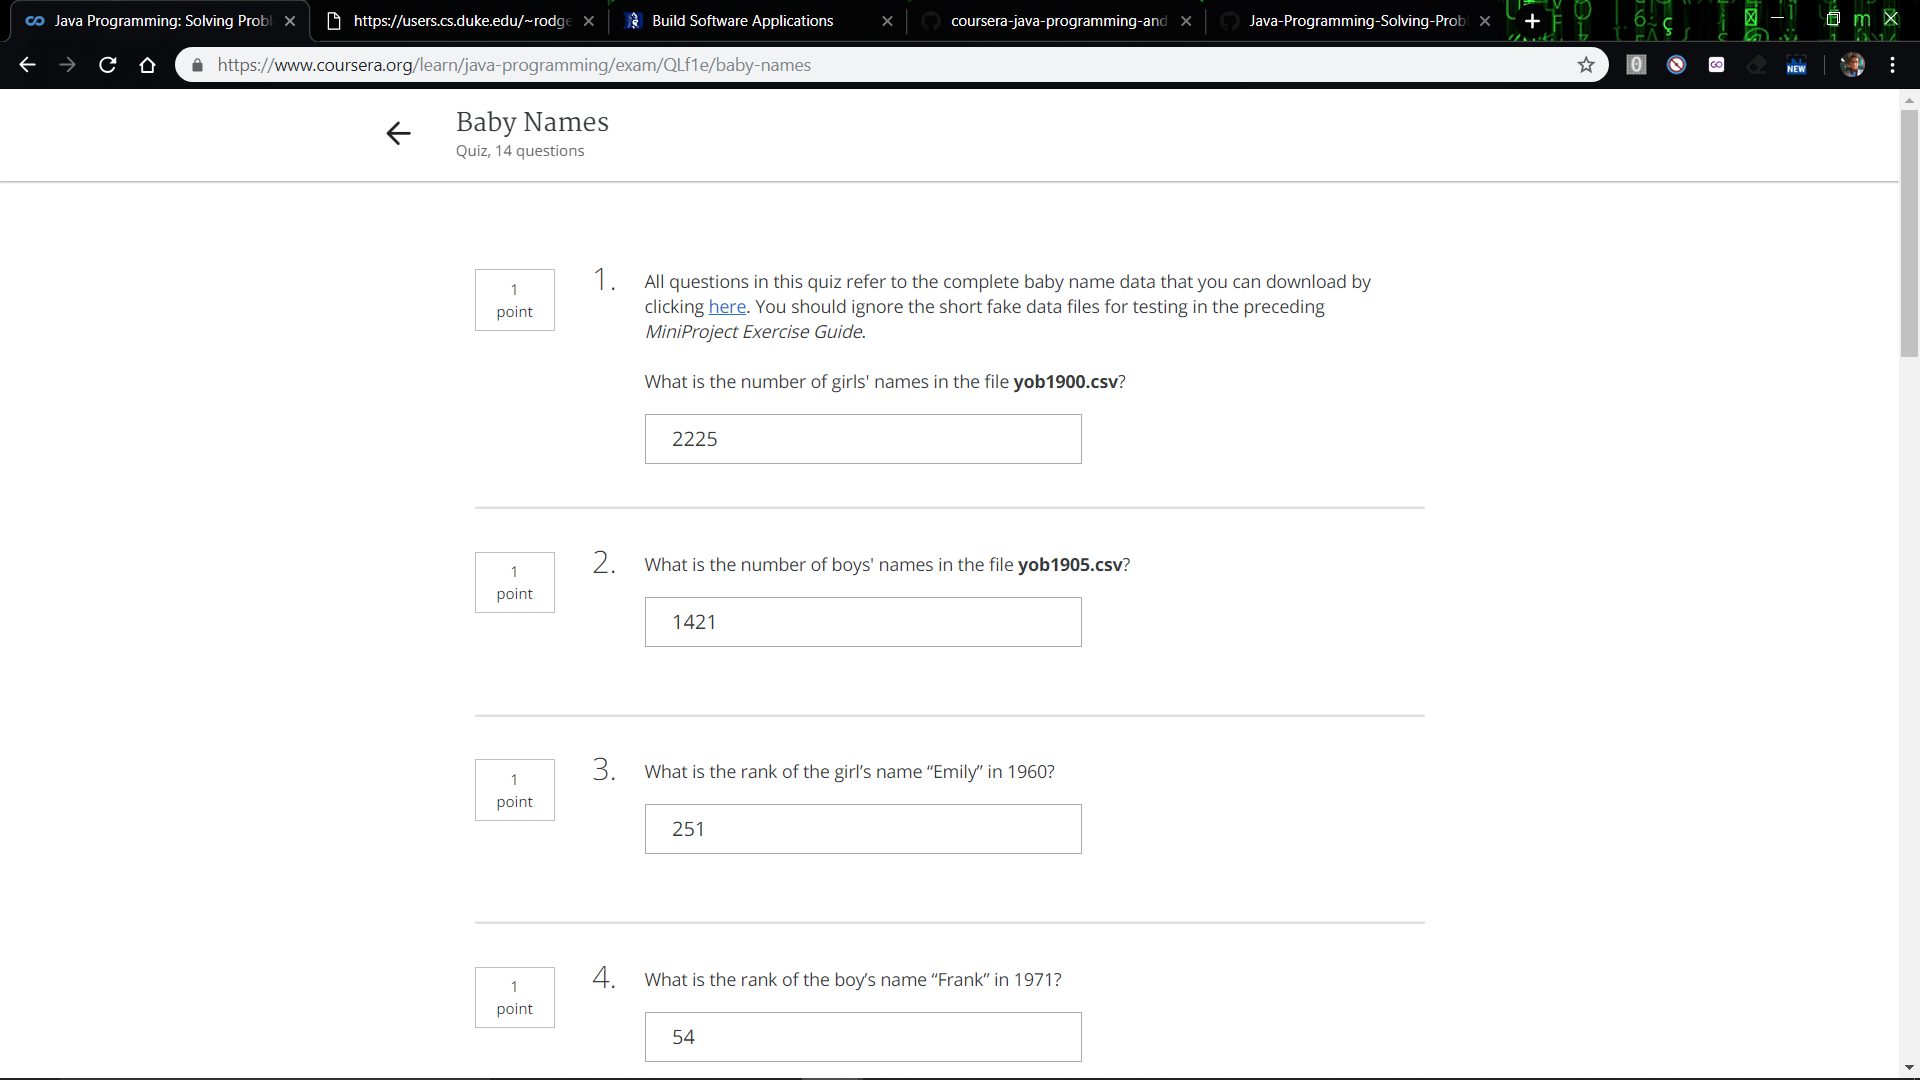 Java Programming: Solving Probl
https://users.cs.duke.edu/~rodge
Build Software Applications
coursera-java-programming-and
Java-Programming-Solving-Probl
https://www.coursera.org/learn/java-programming/exam/QLf1e/baby-names
NEW
Baby Names
Quiz, 14 questions
1
point
1.
All questions in this quiz refer to the complete baby name data that you can download by
clicking here. You should ignore the short fake data files for testing in the preceding
MiniProject Exercise Guide.
What is the number of girls' names in the file yob1900.csv?
2225
1
point
2.
What is the number of boys' names in the file yob1905.csv?
1421
1
point
3.
What is the rank of the girl’s name “Emily” in 1960?
251
1
point
4.
What is the rank of the boy’s name “Frank” in 1971?
54